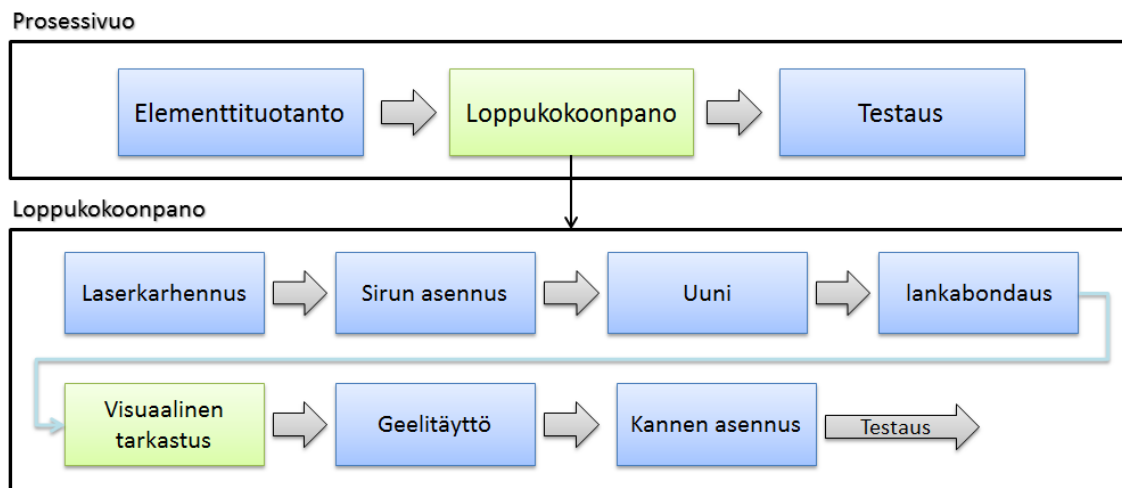 Prosessivuo
Elementtituotanto
Loppukokoonpano
Testaus
Loppukokoonpano
Laserkarhennus
Sirun asennus
Uuni
lankabondaus
Visuaalinen
tarkastus
Geelitäyttö
Kannen asennus
Testaus